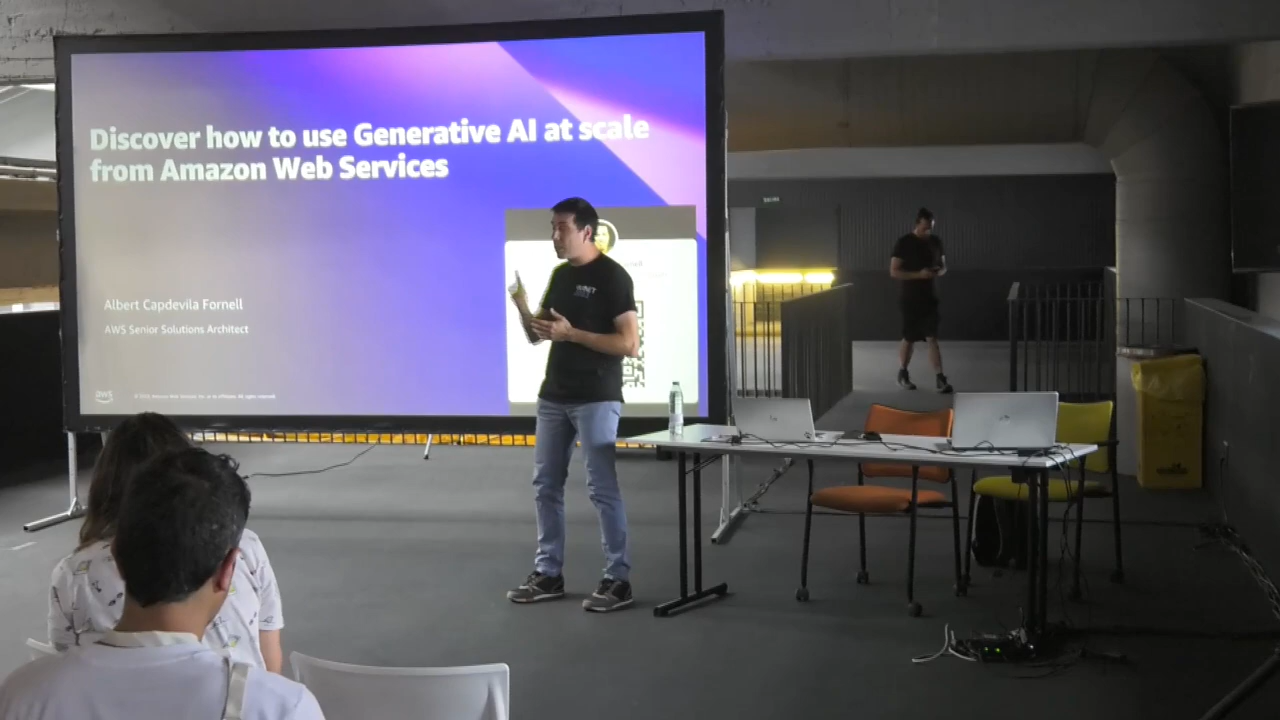 Discover how to use Generative AI at scale
from Amazon Web Services
Albert Capdevila Fornell
AWS Senior Solutions Architect
aws